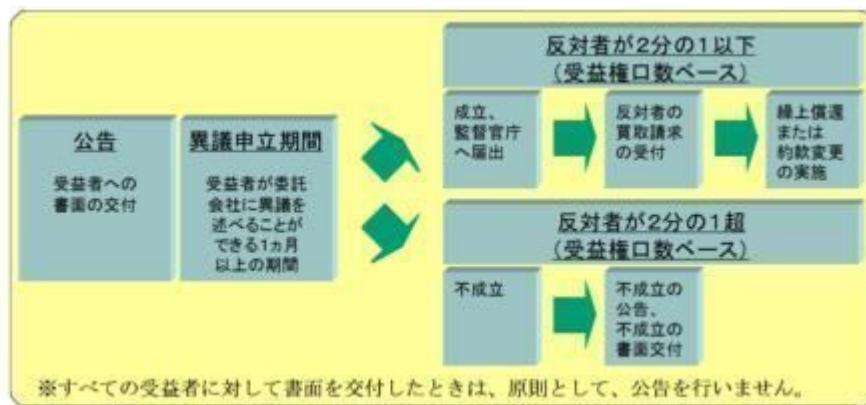 公告
受益者への
書面の交付
異議申立期間
受益者が委託
会社に異議を
述べることが
できる1ヵ月
以上の期間
反対者が2分の1以下
(受益権口数ベース)
成立、
監督官庁
へ届出
反対者の
買取請求
の受付
繰上償還
または
約款変更
の実施
反対者が2分の1超
(受益権口数ベース)
不成立
不成立の
公告、
不成立の
書面交付
※すべての受益者に対して書面を交付したときは、原則として、公告を行いません。